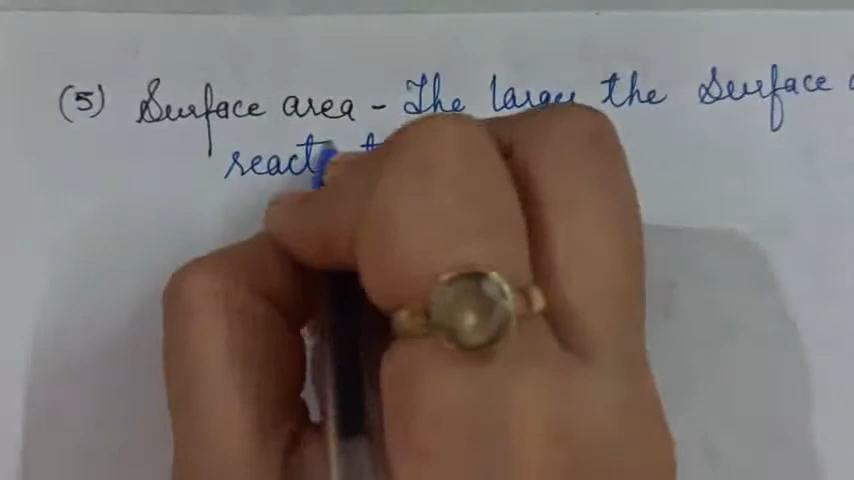 (5) Surface area - The larger the Surface
react